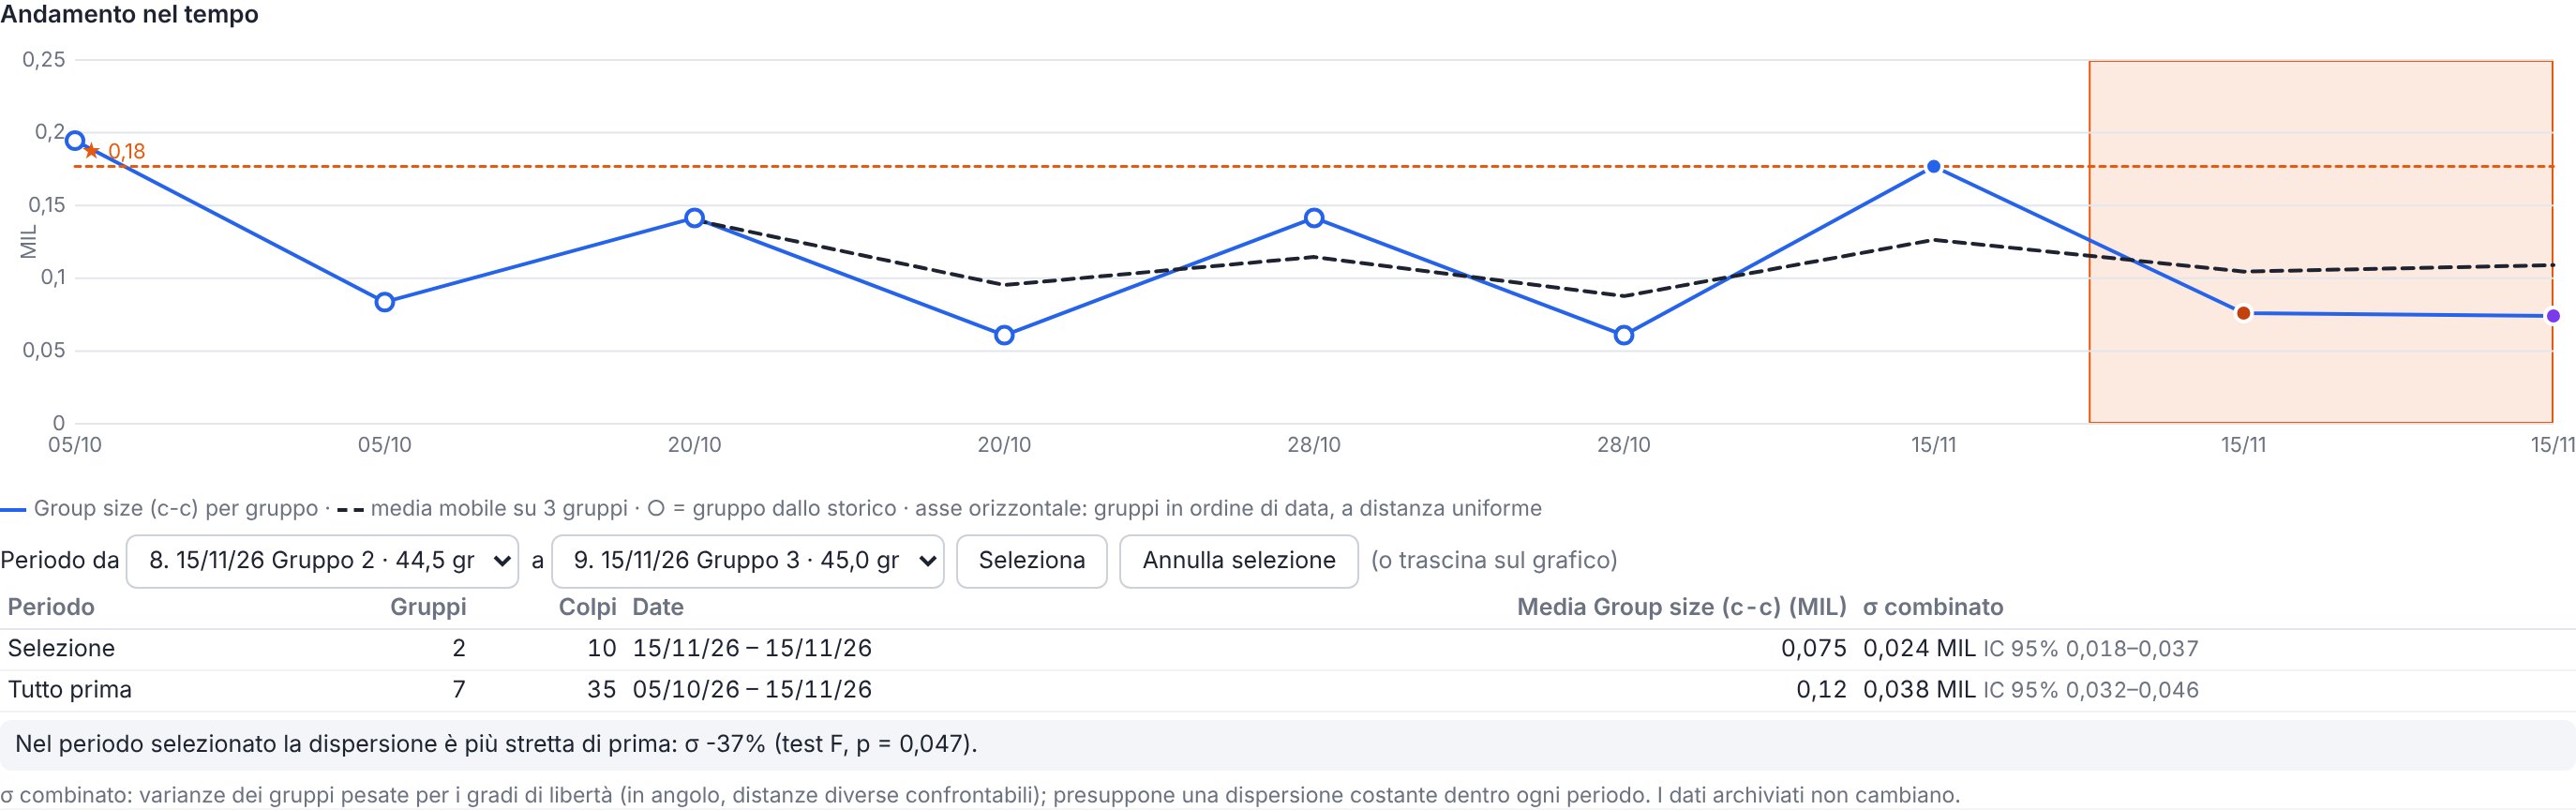 Andamento nel tempo
0,25
0,2
★ 0,18
0,15
MIL
0,1
0,05
0
05/10 05/10 20/10 20/10 28/10 28/10 15/11 15/11 15/11
Group size (c-c) per gruppo · media mobile su 3 gruppi · O = gruppo dallo storico · asse orizzontale: gruppi in ordine di data, a distanza uniforme
Periodo da 8. 15/11/26 Gruppo 2 · 44,5 gr a 9. 15/11/26 Gruppo 3 · 45,0 gr Seleziona Annulla selezione (o trascina sul grafico)
Periodo Gruppi Colpi Date Media Group size (c-c) (MIL) σ combinato
Selezione 2 10 15/11/26 – 15/11/26 0,075 0,024 MIL IC 95% 0,018–0,037
Tutto prima 7 35 05/10/26 – 15/11/26 0,12 0,038 MIL IC 95% 0,032–0,046
Nel periodo selezionato la dispersione è più stretta di prima: σ -37% (test F, p = 0,047).
σ combinato: varianze dei gruppi pesate per i gradi di libertà (in angolo, distanze diverse confrontabili); presuppone una dispersione costante dentro ogni periodo. I dati archiviati non cambiano.